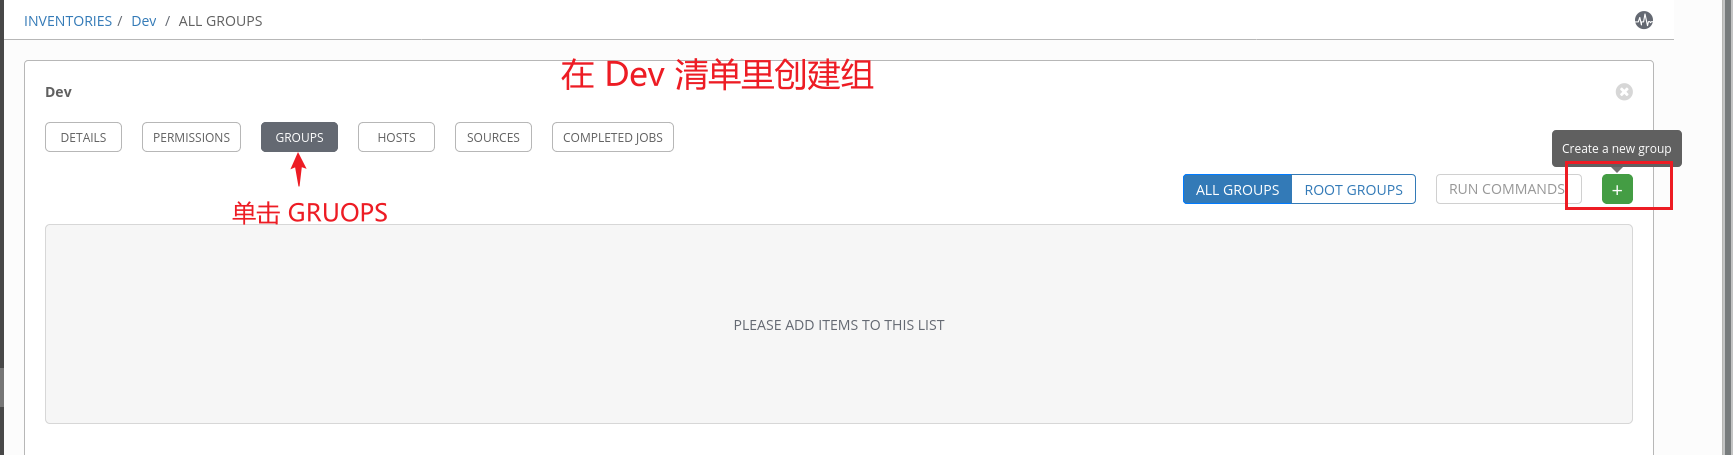 INVENTORIES / Dev / ALL GROUPS
在 Dev 清单里创建组
Dev
DETAILS PERMISSIONS GROUPS HOSTS SOURCES COMPLETED JOBS
Create a new group
ALL GROUPS ROOT GROUPS RUN COMMANDS +
单击 GRUOPS
PLEASE ADD ITEMS TO THIS LIST